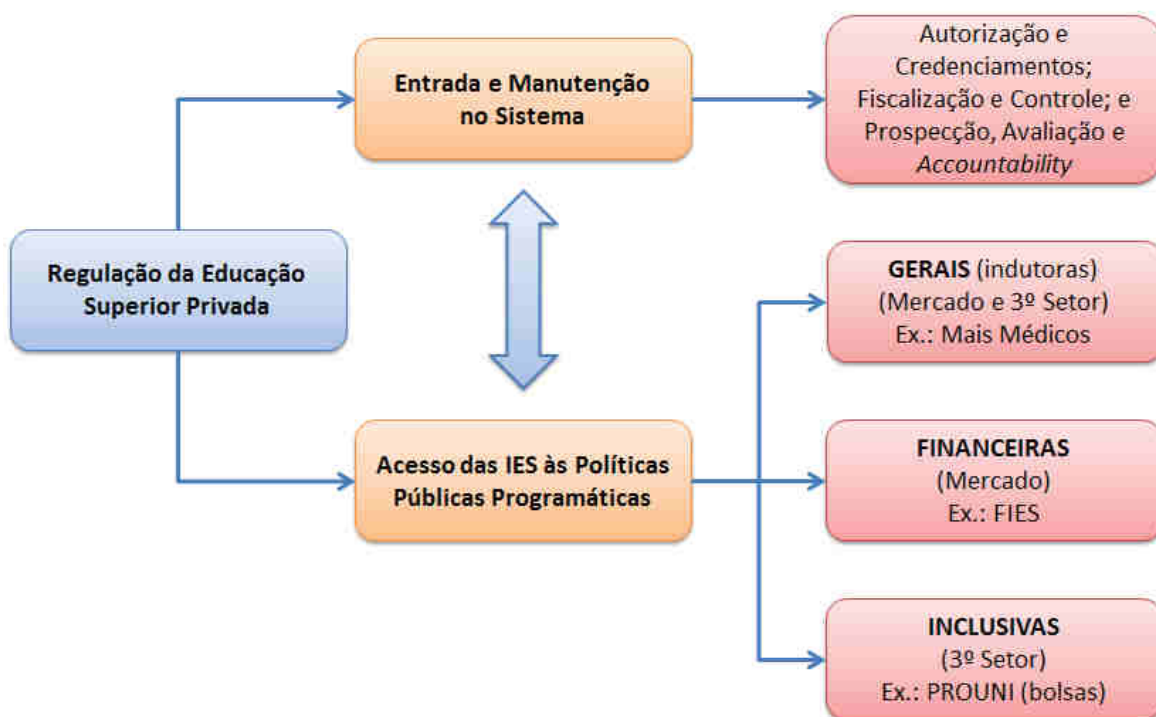 Entrada e Manutenção
no Sistema
Autorização e
Credenciamentos;
Fiscalização e Controle; e
Prospecção, Avaliação e
Accountability
Regulação da Educação
Superior Privada
GERAIS (indutoras)
(Mercado e 3º Setor)
Ex.: Mais Médicos
Acesso das IES às Políticas
Públicas Programáticas
FINANCEIRAS
(Mercado)
Ex.: FIES
INCLUSIVAS
(3º Setor)
Ex.: PROUNI (bolsas)